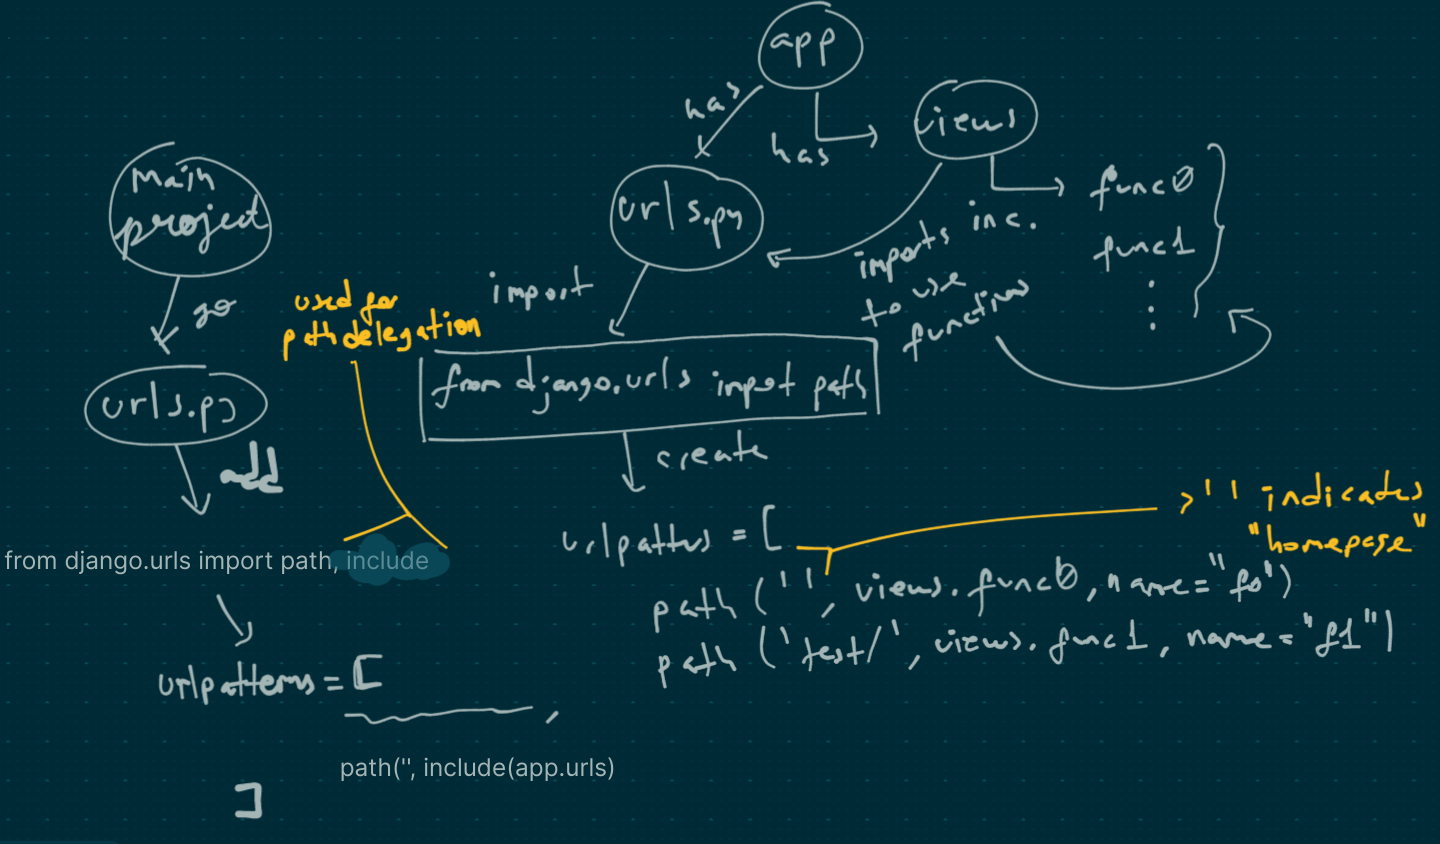 app
has
has
views
func0
func1
imports inc.
to use
functions
main
project
go
urls.py
add
from django.urls import path, include
used for
path delegation
urlpatterns = [
,
path('', include(app.urls)
]
urls.py
import
from django.urls import path
create
urlpatterns = [
path ('', views.func0, name="f0")
path ('test/', views.func1, name="f1")
>'' indicates
"homepage"